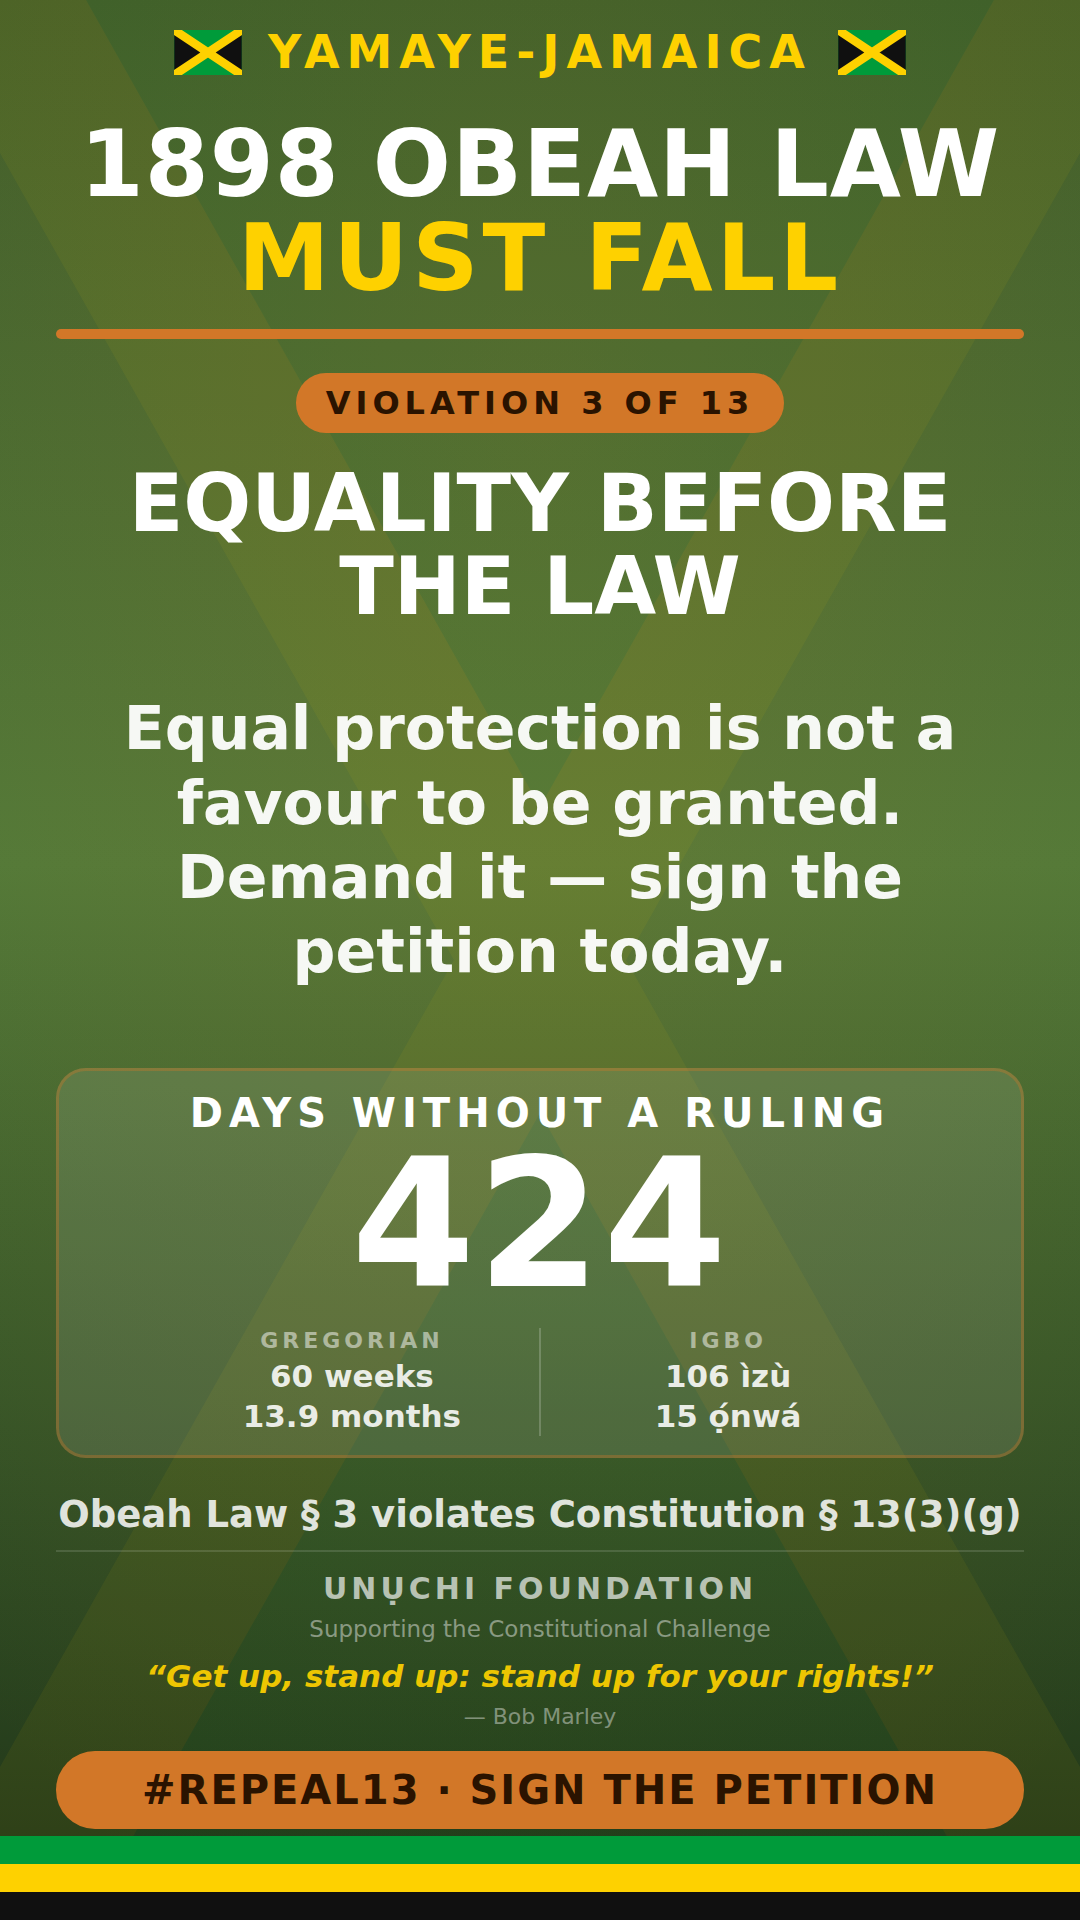 YAMAYE-JAMAICA
1898 OBEAH LAW
MUST FALL
VIOLATION 3 OF 13
EQUALITY BEFORE
THE LAW
Equal protection is not a
favour to be granted.
Demand it — sign the
petition today.
DAYS WITHOUT A RULING
424
GREGORIAN
60 weeks
13.9 months
IGBO
106 ìzù
15 ọ́nwá
Obeah Law § 3 violates Constitution § 13(3)(g)
UNỤCHI FOUNDATION
Supporting the Constitutional Challenge
“Get up, stand up: stand up for your rights!”
— Bob Marley
#REPEAL13 · SIGN THE PETITION